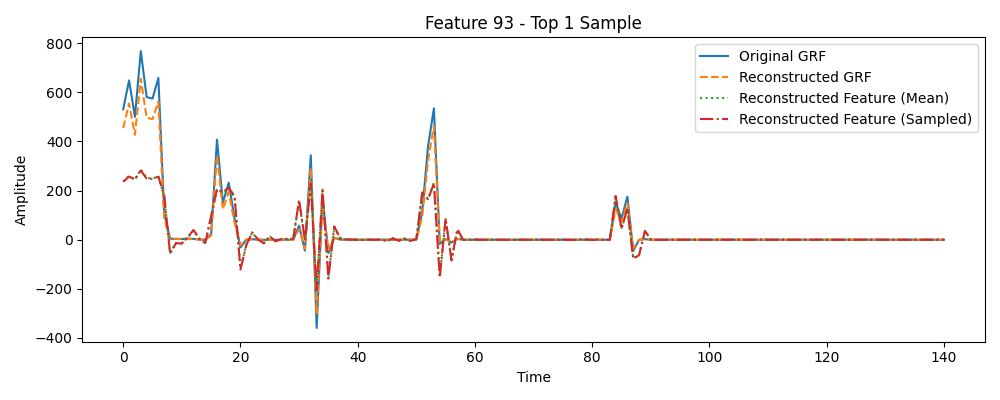 Feature 93 - Top 1 Sample
Original GRF
Reconstructed GRF
Reconstructed Feature (Mean)
Reconstructed Feature (Sampled)
Amplitude
800
600
400
200
0
−200
−400
0 20 40 60 80 100 120 140
Time